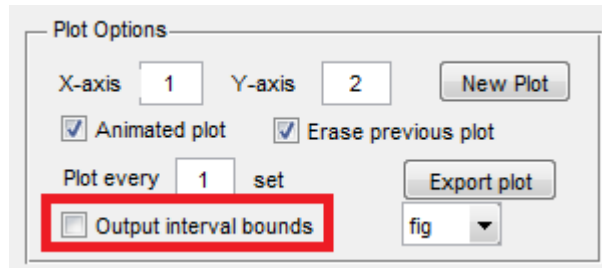 Plot Options
X-axis 1 Y-axis 2 New Plot
Animated plot Erase previous plot
Plot every 1 set Export plot
Output interval bounds fig